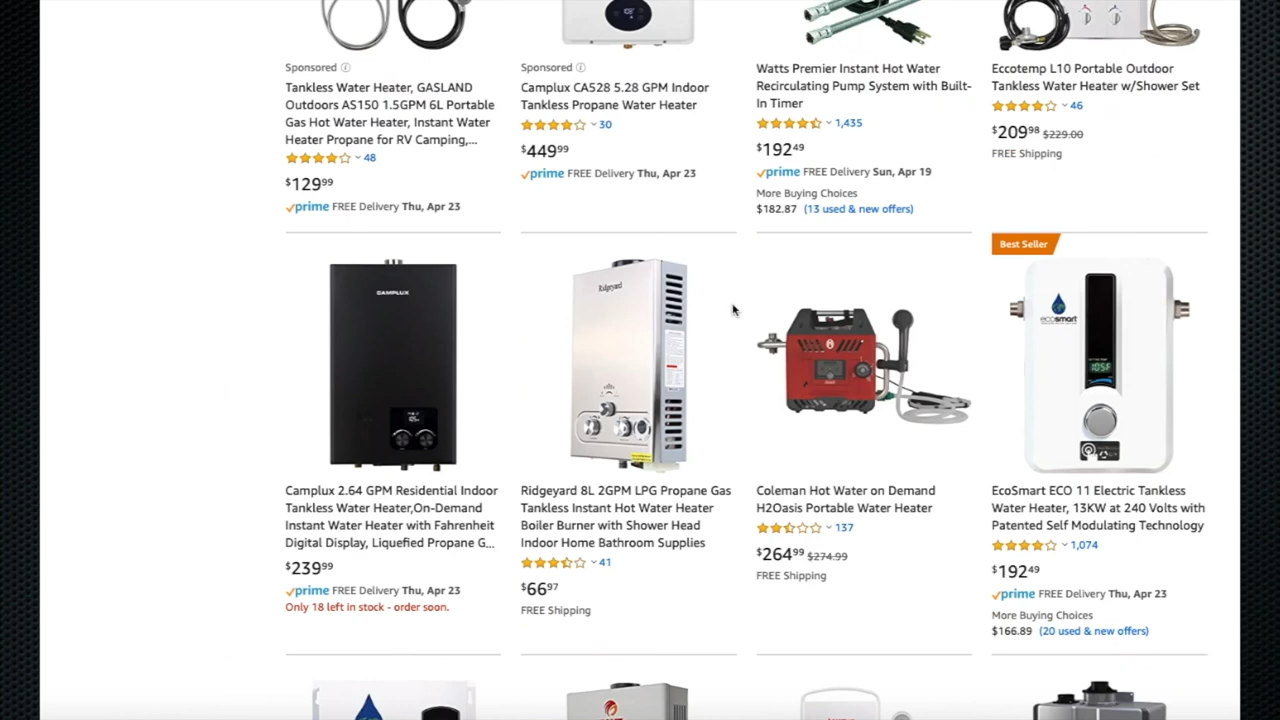 108
Sponsored
Tankless Water Heater, GASLAND
Outdoors AS150 1.5GPM 6L Portable
Gas Hot Water Heater, Instant Water
Heater Propane for RV Camping,...
48
$129 99
prime FREE Delivery Thu, Apr 23
Sponsored
Camplux CA528 5.28 GPM Indoor
Tankless Propane Water Heater
30
$449 99
prime FREE Delivery Thu, Apr 23
Watts Premier Instant Hot Water
Recirculating Pump System with Built-
In Timer
1,435
$192 49
prime FREE Delivery Sun, Apr 19
More Buying Choices
$182.87 (13 used & new offers)
Eccotemp L10 Portable Outdoor
Tankless Water Heater w/Shower Set
46
$209 98 $229.00
FREE Shipping
CAMPLUX
Camplux 2.64 GPM Residential Indoor
Tankless Water Heater,On-Demand
Instant Water Heater with Fahrenheit
Digital Display, Liquefied Propane G...
$239 99
prime FREE Delivery Thu, Apr 23
Only 18 left in stock - order soon.
Ridgeyard
Ridgeyard 8L 2GPM LPG Propane Gas
Tankless Instant Hot Water Heater
Boiler Burner with Shower Head
Indoor Home Bathroom Supplies
41
$66 97
FREE Shipping
Coleman Hot Water on Demand
H2Oasis Portable Water Heater
137
$264 99 $274.99
FREE Shipping
Best Seller
ecosmart
105F
EcoSmart ECO 11 Electric Tankless
Water Heater, 13KW at 240 Volts with
Patented Self Modulating Technology
1,074
$192 49
prime FREE Delivery Thu, Apr 23
More Buying Choices
$166.89 (20 used & new offers)